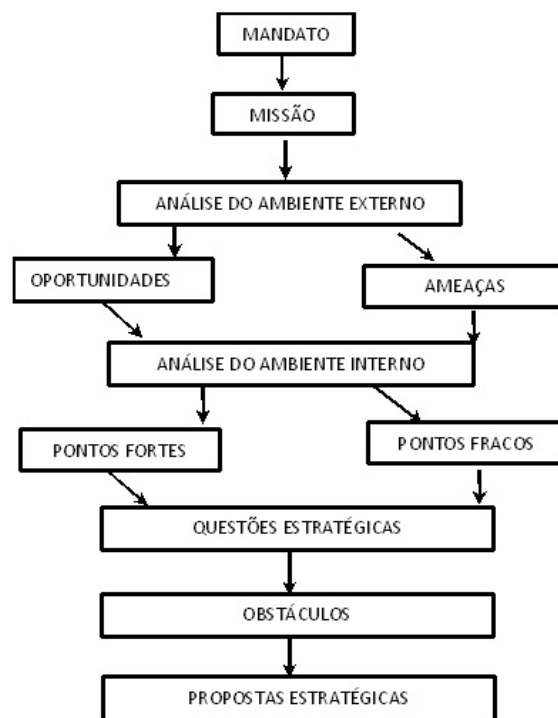 MANDATO
MISSÃO
ANÁLISE DO AMBIENTE EXTERNO
OPORTUNIDADES
AMEAÇAS
ANÁLISE DO AMBIENTE INTERNO
PONTOS FORTES
PONTOS FRACOS
QUESTÕES ESTRATÉGICAS
OBSTÁCULOS
PROPOSTAS ESTRATÉGICAS